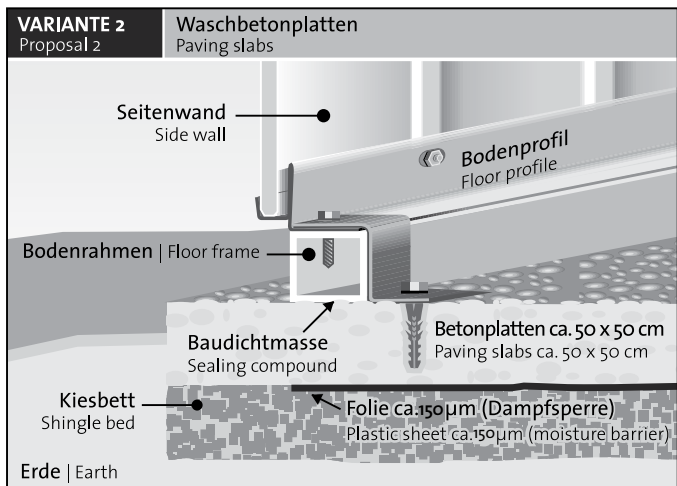 VARIANTE 2
Proposal 2
Waschbetonplatten
Paving slabs
Seitenwand
Side wall
Bodenprofil
Floor profile
Bodenrahmen | Floor frame
Baudichtmasse
Sealing compound
Betonplatten ca. 50 x 50 cm
Paving slabs ca. 50 x 50 cm
Kiesbett
Shingle bed
Folie ca.150µm (Dampfsperre)
Plastic sheet ca.150µm (moisture barrier)
Erde | Earth